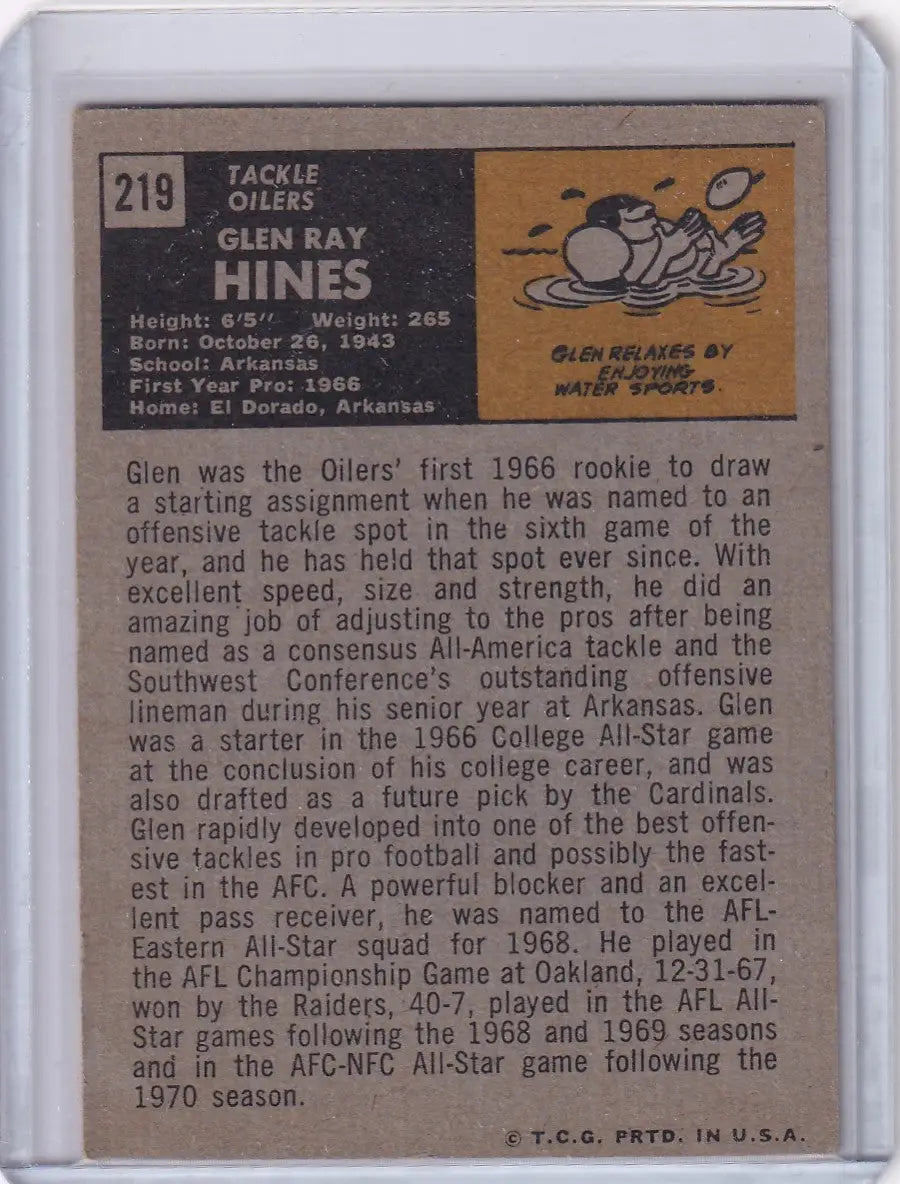 219
TACKLE
OILERS
GLEN RAY
HINES
Height: 6'5" Weight: 265
Born: October 26, 1943
School: Arkansas
First Year Pro: 1966
Home: El Dorado, Arkansas
GLEN RELAXES BY
ENJOYING
WATER SPORTS.
Glen was the Oilers' first 1966 rookie to draw
a starting assignment when he was named to an
offensive tackle spot in the sixth game of the
year, and he has held that spot ever since. With
excellent speed, size and strength, he did an
amazing job of adjusting to the pros after being
named as a consensus All-America tackle and the
Southwest Conference's outstanding offensive
lineman during his senior year at Arkansas. Glen
was a starter in the 1966 College All-Star game
at the conclusion of his college career, and was
also drafted as a future pick by the Cardinals.
Glen rapidly developed into one of the best offen-
sive tackles in pro football and possibly the fast-
est in the AFC. A powerful blocker and an excel-
lent pass receiver, he was named to the AFL-
Eastern All-Star squad for 1968. He played in
the AFL Championship Game at Oakland, 12-31-67,
won by the Raiders, 40-7, played in the AFL All-
Star games following the 1968 and 1969 seasons
and in the AFC-NFC All-Star game following the
1970 season.
© T.C.G. PRTD. IN U.S.A.